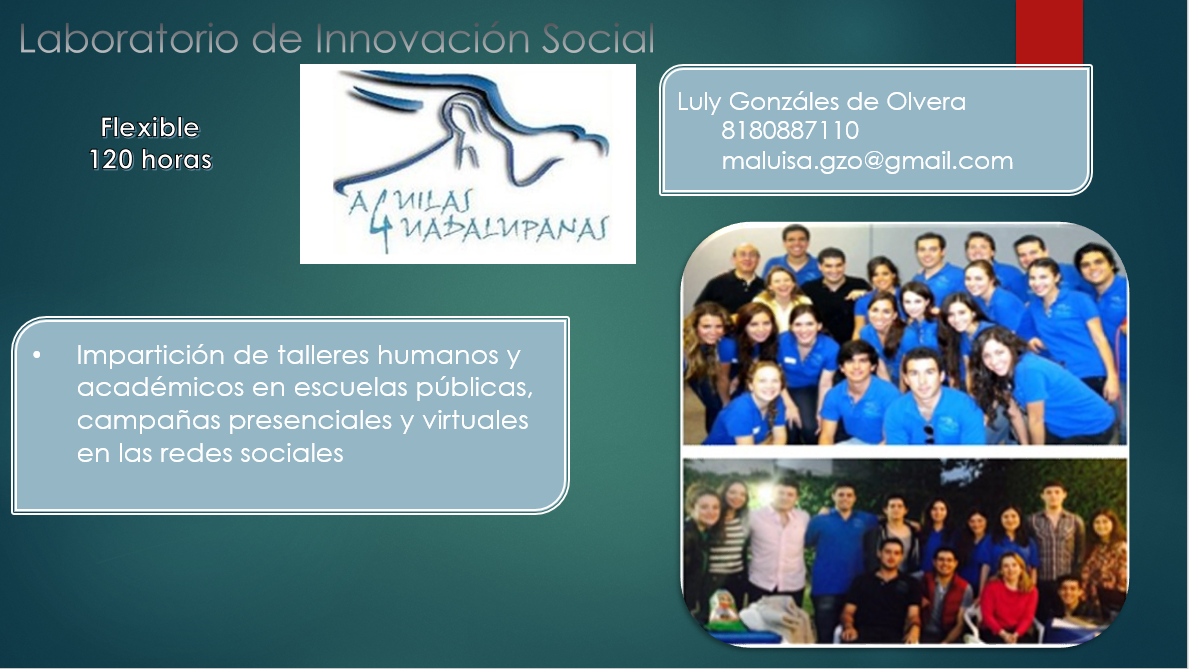 Laboratorio de Innovación Social
Flexible
120 horas
AGUILAS
GUADALUPANAS
Luly Gonzáles de Olvera
8180887110
maluisa.gzo@gmail.com
• Impartición de talleres humanos y
académicos en escuelas públicas,
campañas presenciales y virtuales
en las redes sociales